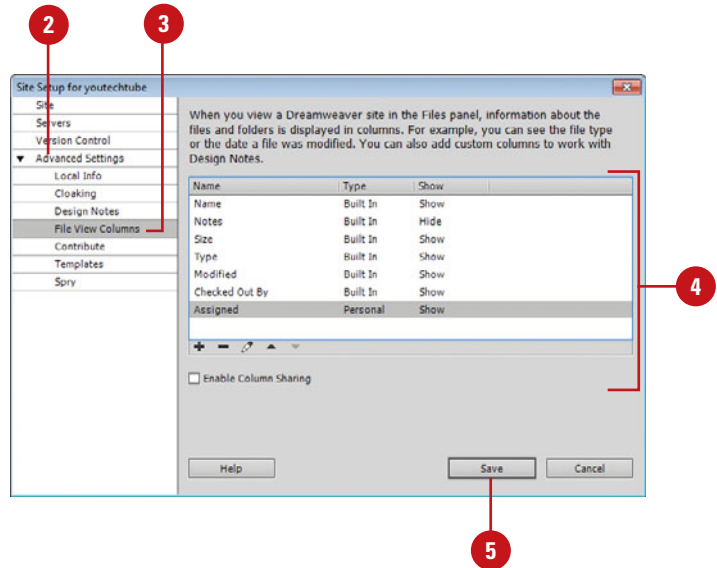 2
3
Site Setup for youtechtube
Site
Servers
Version Control
Advanced Settings
Local Info
Cloaking
Design Notes
File View Columns
Contribute
Templates
Spry
When you view a Dreamweaver site in the Files panel, information about the
files and folders is displayed in columns. For example, you can see the file type
or the date a file was modified. You can also add custom columns to work with
Design Notes.
Name Type Show
Name Built In Show
Notes Built In Hide
Size Built In Show
Type Built In Show
Modified Built In Show
Checked Out By Built In Show
Assigned Personal Show
4
Enable Column Sharing
Help Save Cancel
5